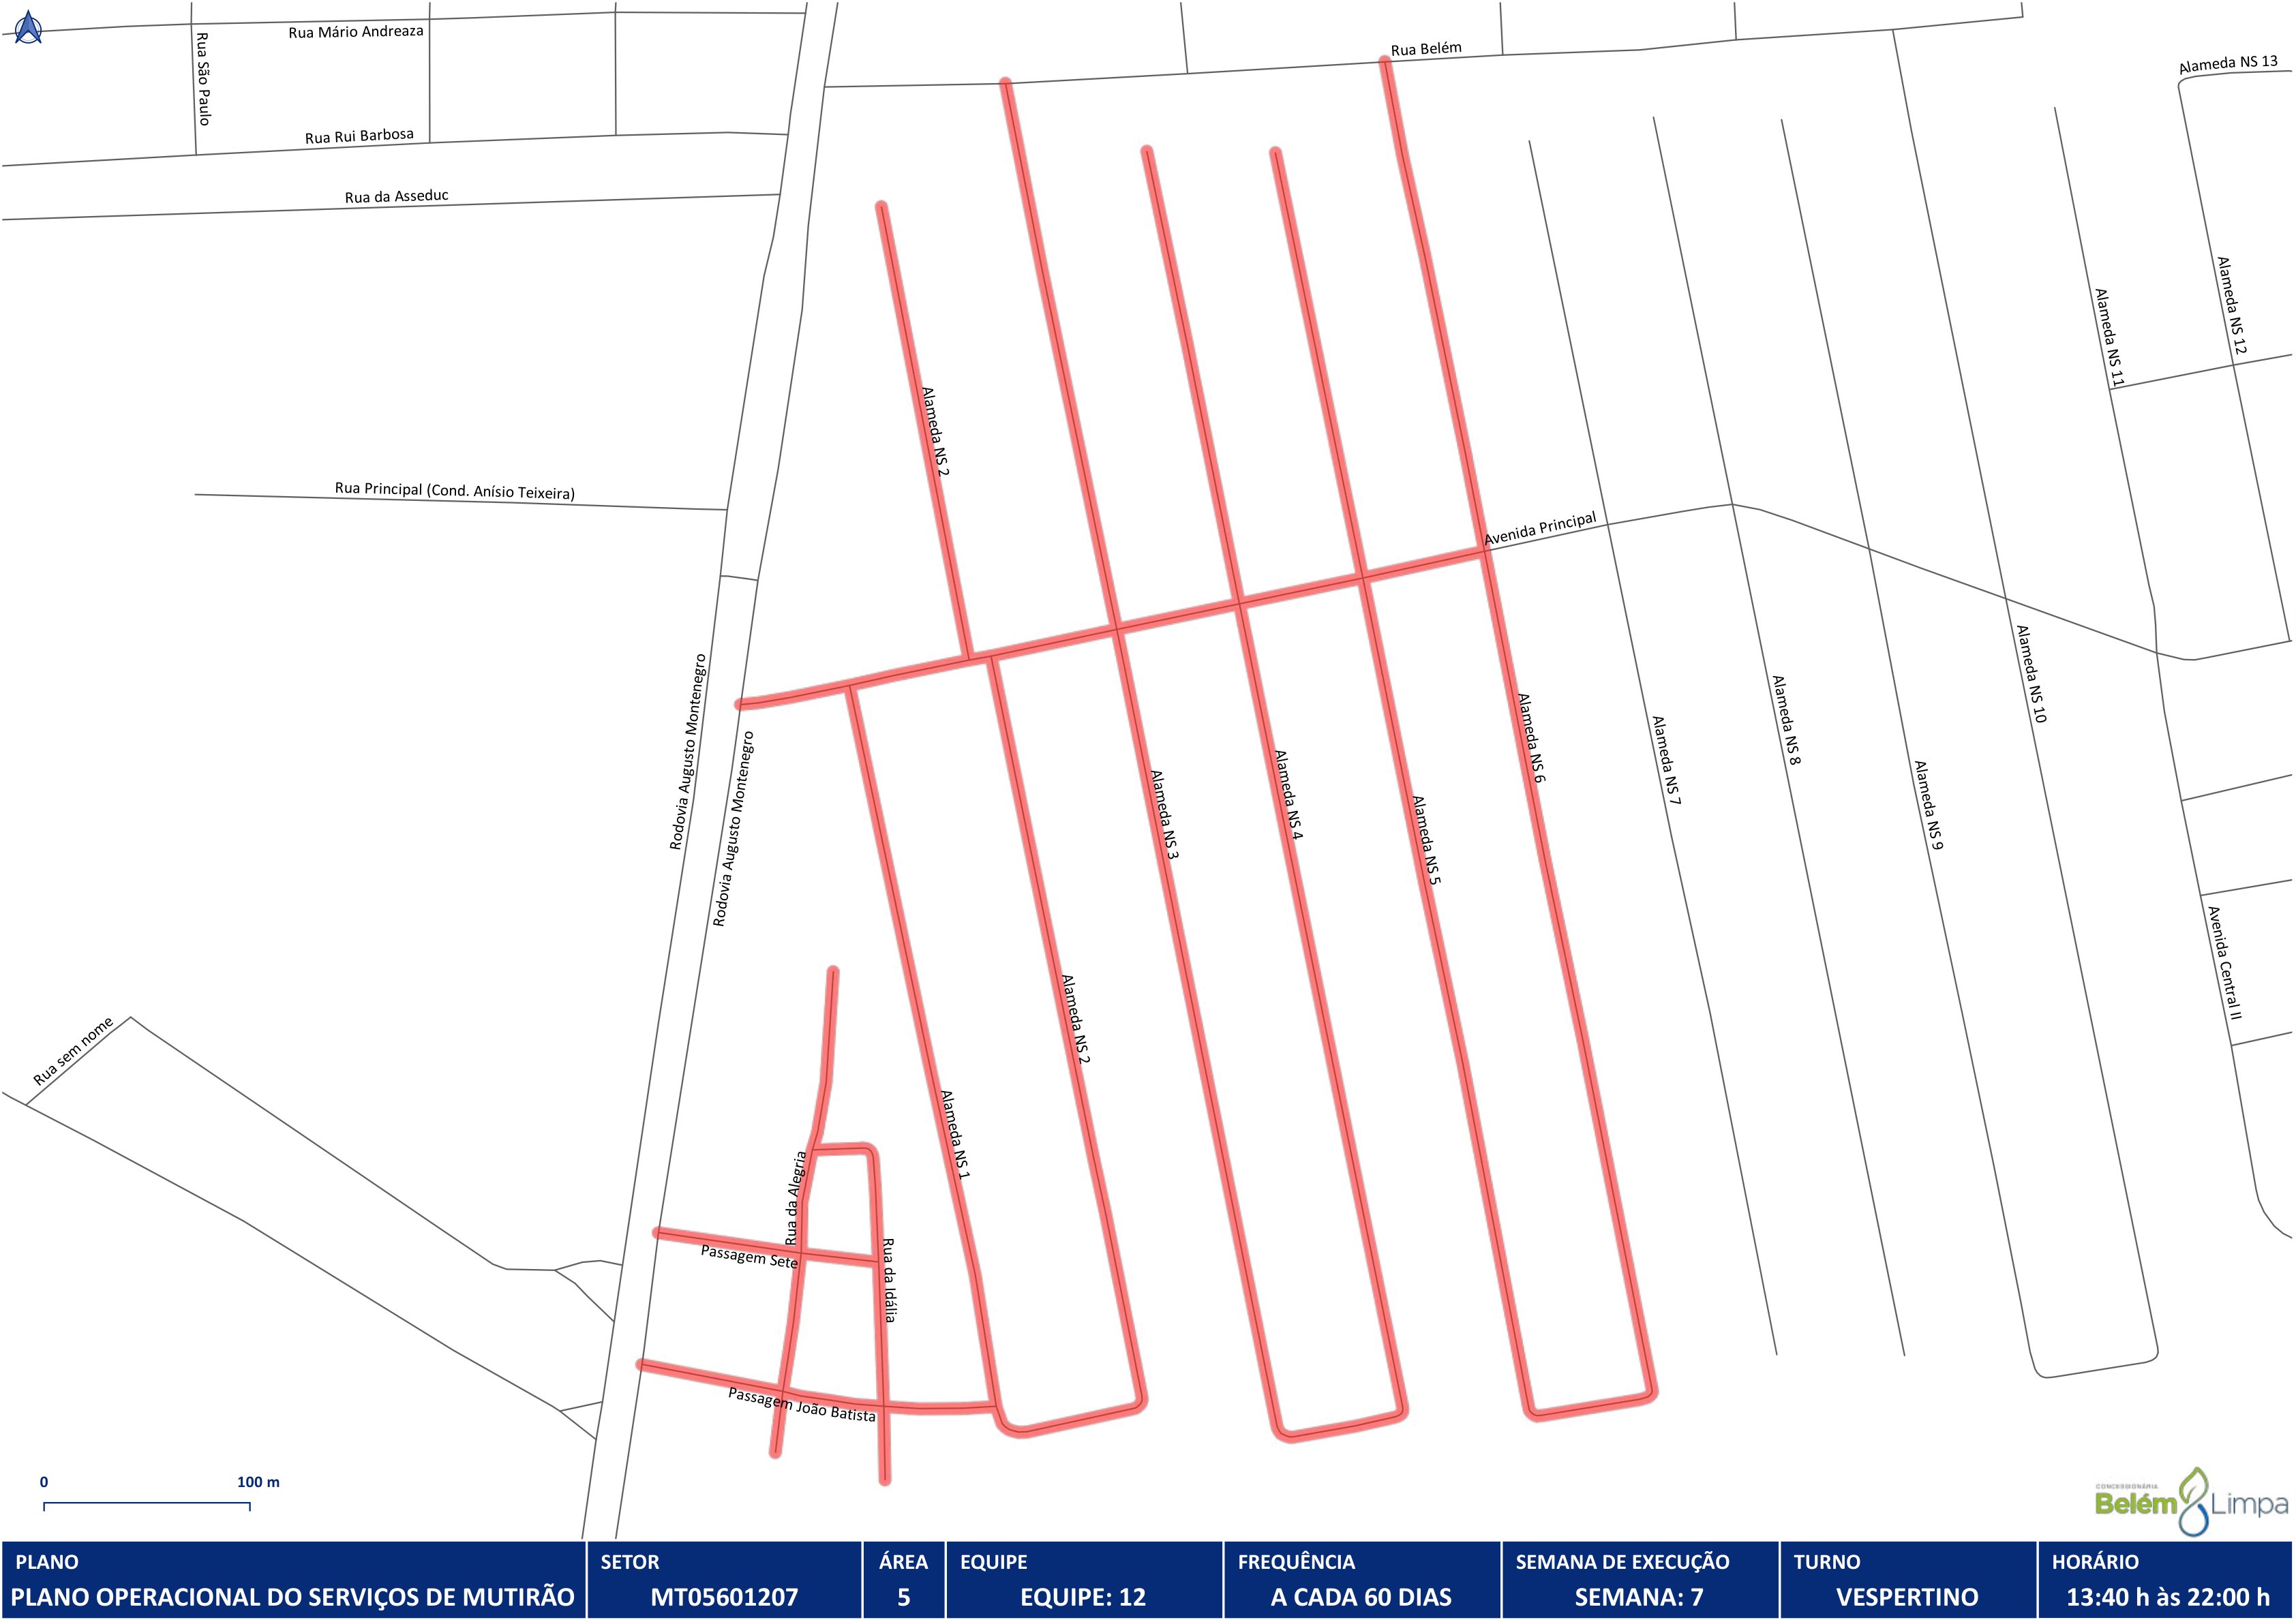 Rua Mário Andreaza
Rua São Paulo
Rua Belém
Alameda NS 13
Rua Rui Barbosa
Rua da Asseduc
Alameda NS 12
Alameda NS 11
Alameda NS 2
Rua Principal (Cond. Anísio Teixeira)
Avenida Principal
Rodovia Augusto Montenegro
Rodovia Augusto Montenegro
Alameda NS 10
Alameda NS 8
Alameda NS 6
Alameda NS 7
Alameda NS 4
Alameda NS 3
Alameda NS 5
Alameda NS 9
Avenida Central II
Alameda NS 2
Rua sem nome
Alameda NS 1
Rua da Alegria
Passagem Sete
Rua da Idália
Passagem João Batista
0 100 m
CONCESSIONÁRIA
Belém Limpa
PLANO
PLANO OPERACIONAL DO SERVIÇOS DE MUTIRÃO
SETOR
MT05601207
ÁREA
5
EQUIPE
EQUIPE: 12
FREQUÊNCIA
A CADA 60 DIAS
SEMANA DE EXECUÇÃO
SEMANA: 7
TURNO
VESPERTINO
HORÁRIO
13:40 h às 22:00 h